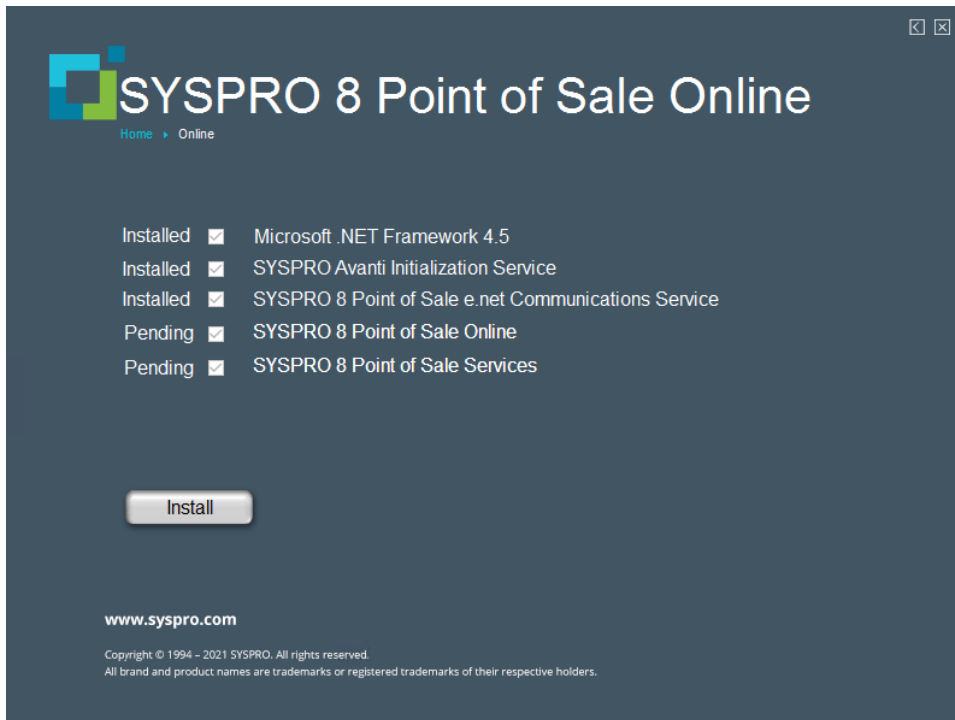 SYSPRO 8 Point of Sale Online
Home ▸ Online
Installed Microsoft .NET Framework 4.5
Installed SYSPRO Avanti Initialization Service
Installed SYSPRO 8 Point of Sale e.net Communications Service
Pending SYSPRO 8 Point of Sale Online
Pending SYSPRO 8 Point of Sale Services
Install
www.syspro.com
Copyright © 1994 – 2021 SYSPRO. All rights reserved.
All brand and product names are trademarks or registered trademarks of their respective holders.